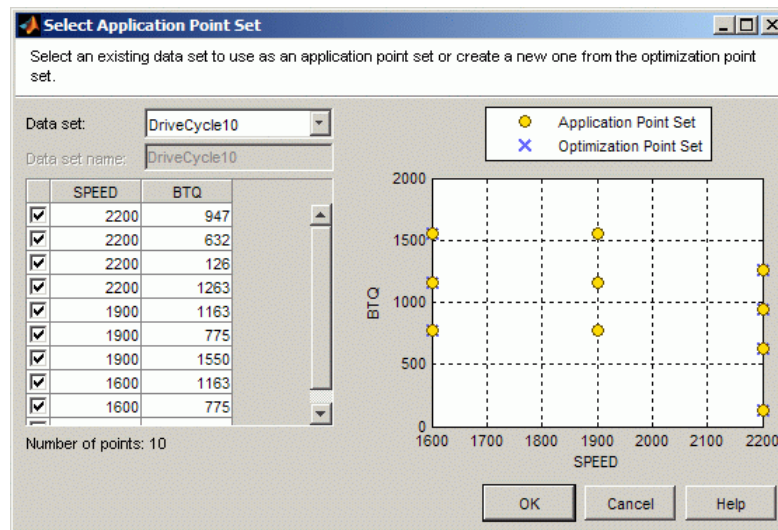 Select Application Point Set
Select an existing data set to use as an application point set or create a new one from the optimization point
set.
Data set: DriveCycle10
Data set name: DriveCycle10
SPEED BTQ
2200 947
2200 632
2200 126
2200 1263
1900 1163
1900 775
1900 1550
1600 1163
1600 775
Number of points: 10
Application Point Set
Optimization Point Set
2000
1500
1000
500
0
BTQ
1600 1700 1800 1900 2000 2100 2200
SPEED
OK Cancel Help